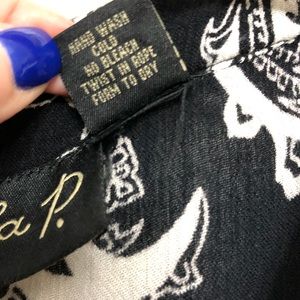 HAND WASH
COLD
NO BLEACH
TWIST IN ROPE
FORM TO DRY
a P.